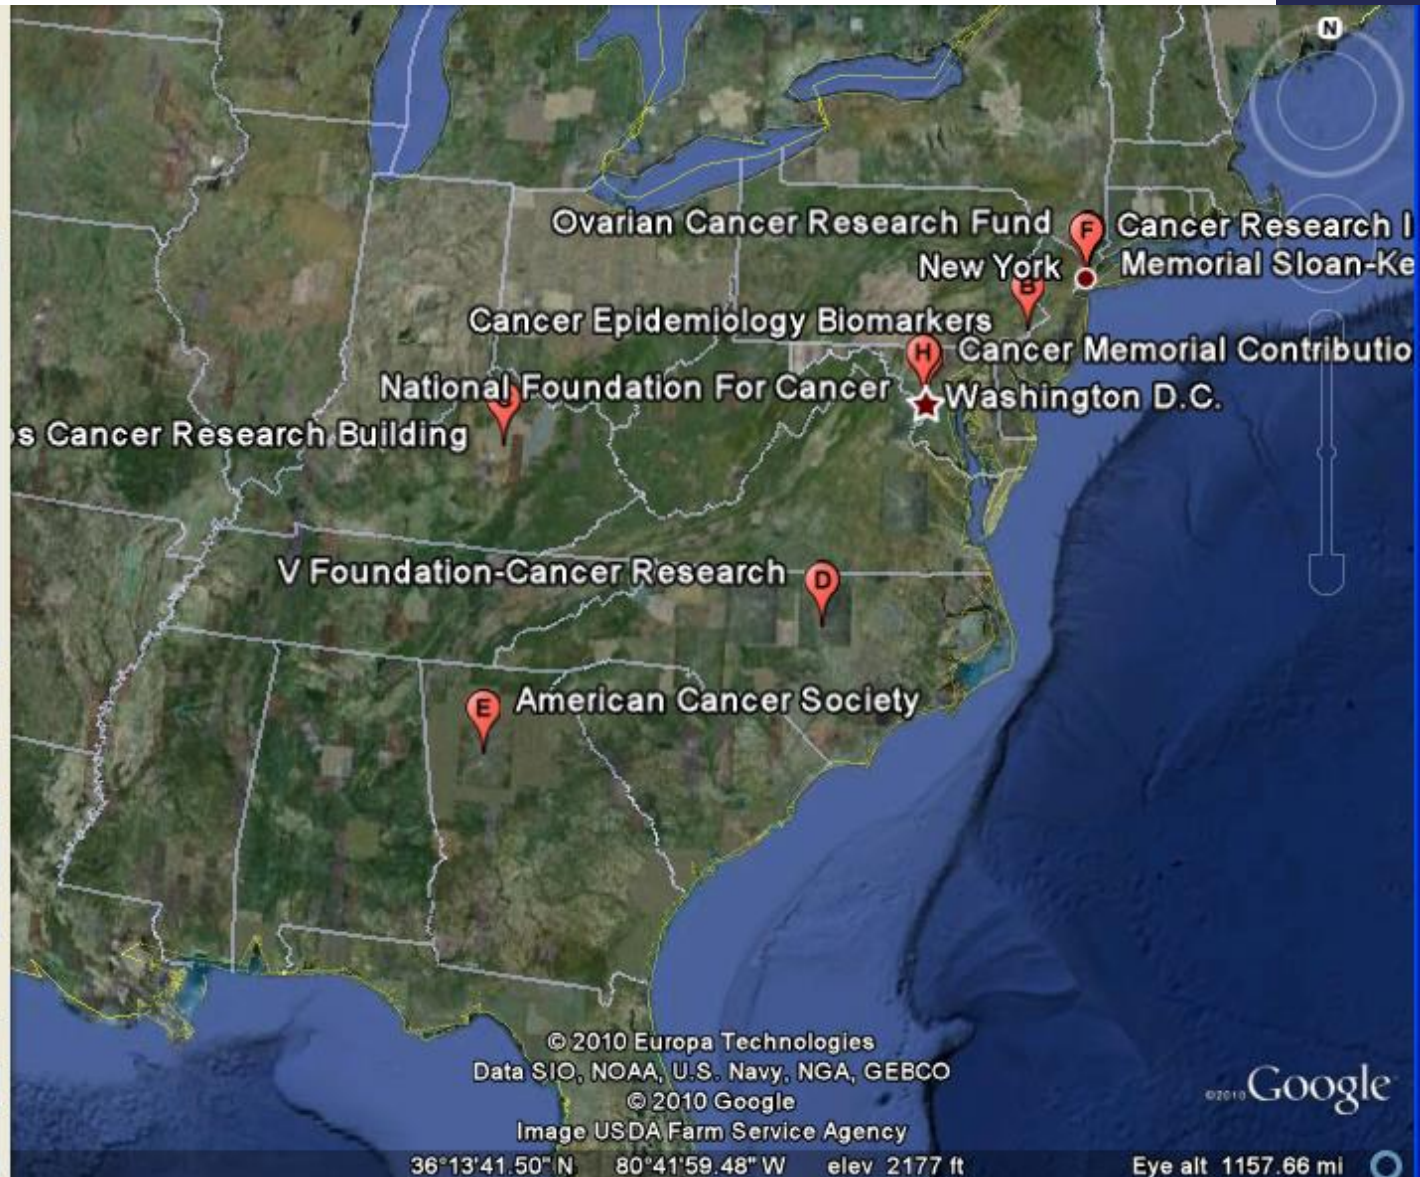 N
Ovarian Cancer Research Fund F Cancer Research I
New York Memorial Sloan-Ke
B
Cancer Epidemiology Biomarkers
H Cancer Memorial Contributio
National Foundation For Cancer
Washington D.C.
s Cancer Research Building
V Foundation-Cancer Research D
E American Cancer Society
© 2010 Europa Technologies
Data SIO, NOAA, U.S. Navy, NGA, GEBCO
© 2010 Google
Image USDA Farm Service Agency
©2010 Google
36°13'41.50" N 80°41'59.48" W elev 2177 ft Eye alt 1157.66 mi